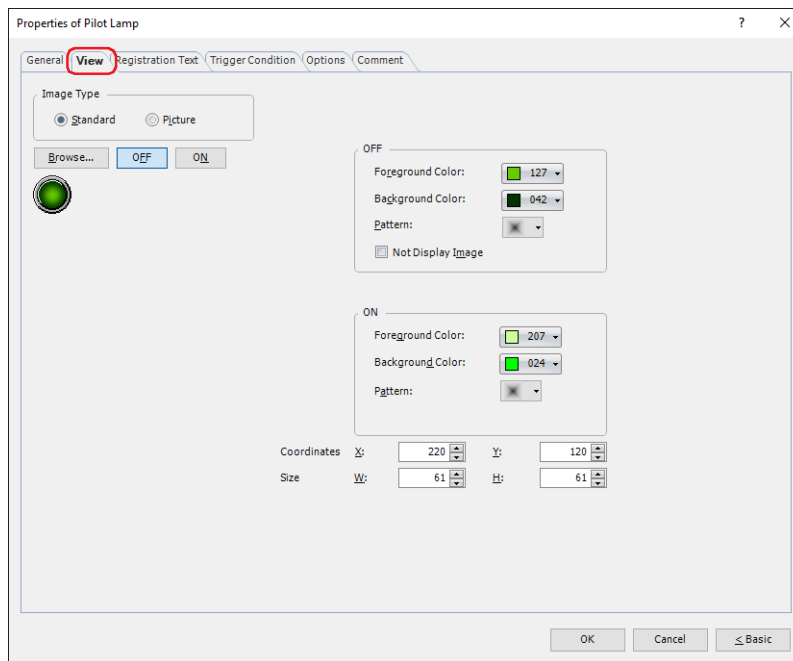 Properties of Pilot Lamp ?
General View Registration Text Trigger Condition Options Comment
Image Type
Standard Picture
Browse... OFF ON
OFF
Foreground Color: 127
Background Color: 042
Pattern:
Not Display Image
ON
Foreground Color: 207
Background Color: 024
Pattern:
Coordinates X: 220 Y: 120
Size W: 61 H: 61
OK Cancel < Basic